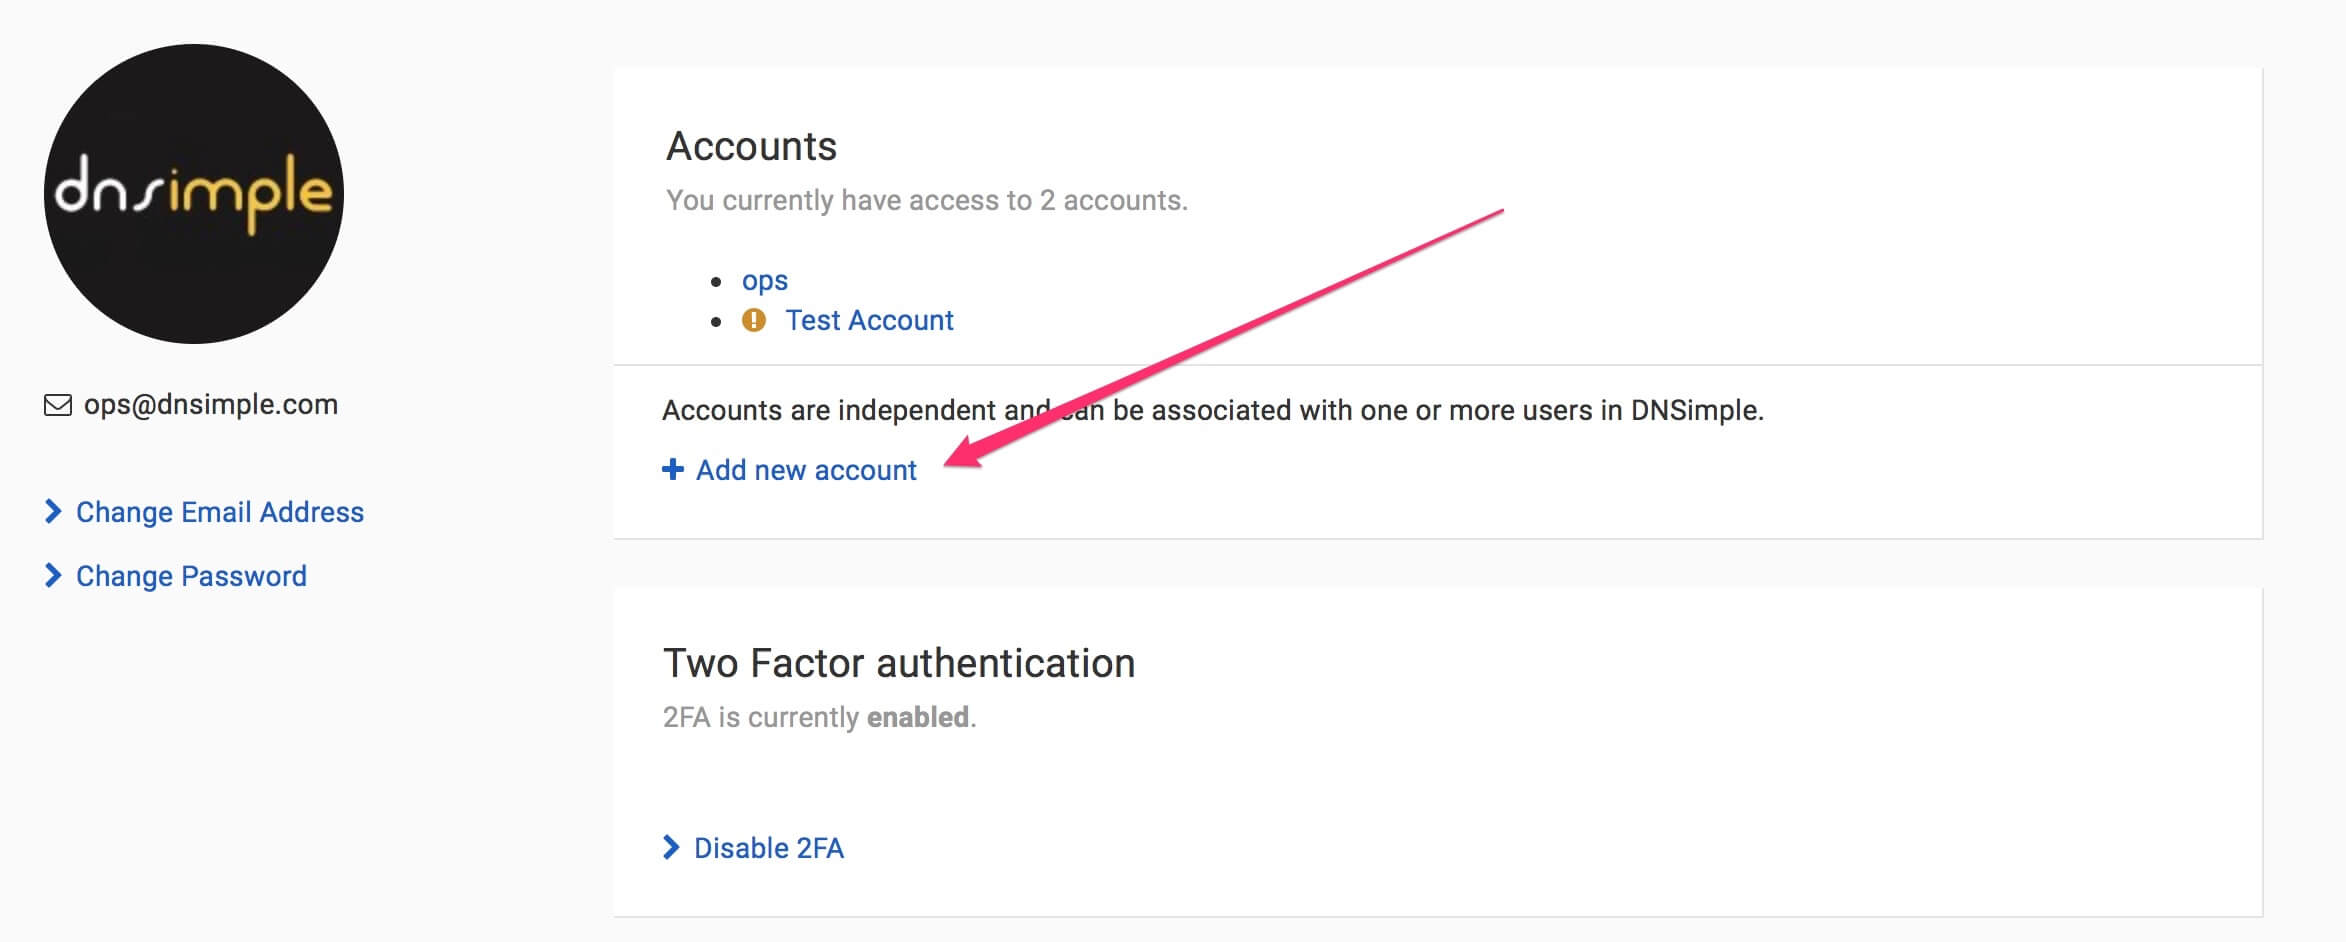 dnsimple
ops@dnsimple.com
Change Email Address
Change Password
Accounts
You currently have access to 2 accounts.
ops
Test Account
Accounts are independent and can be associated with one or more users in DNSimple.
Add new account
Two Factor authentication
2FA is currently enabled.
Disable 2FA